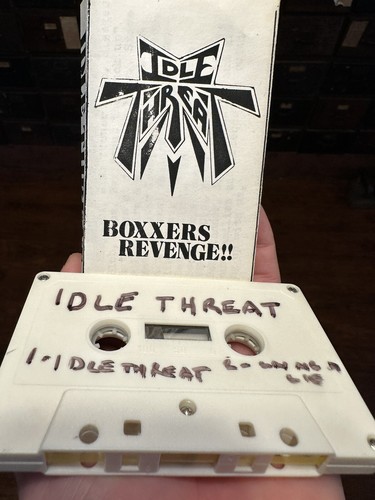 IDLE
THREAT
BOXXERS
REVENGE!!
IDLE THREAT
1-IDLE THREAT